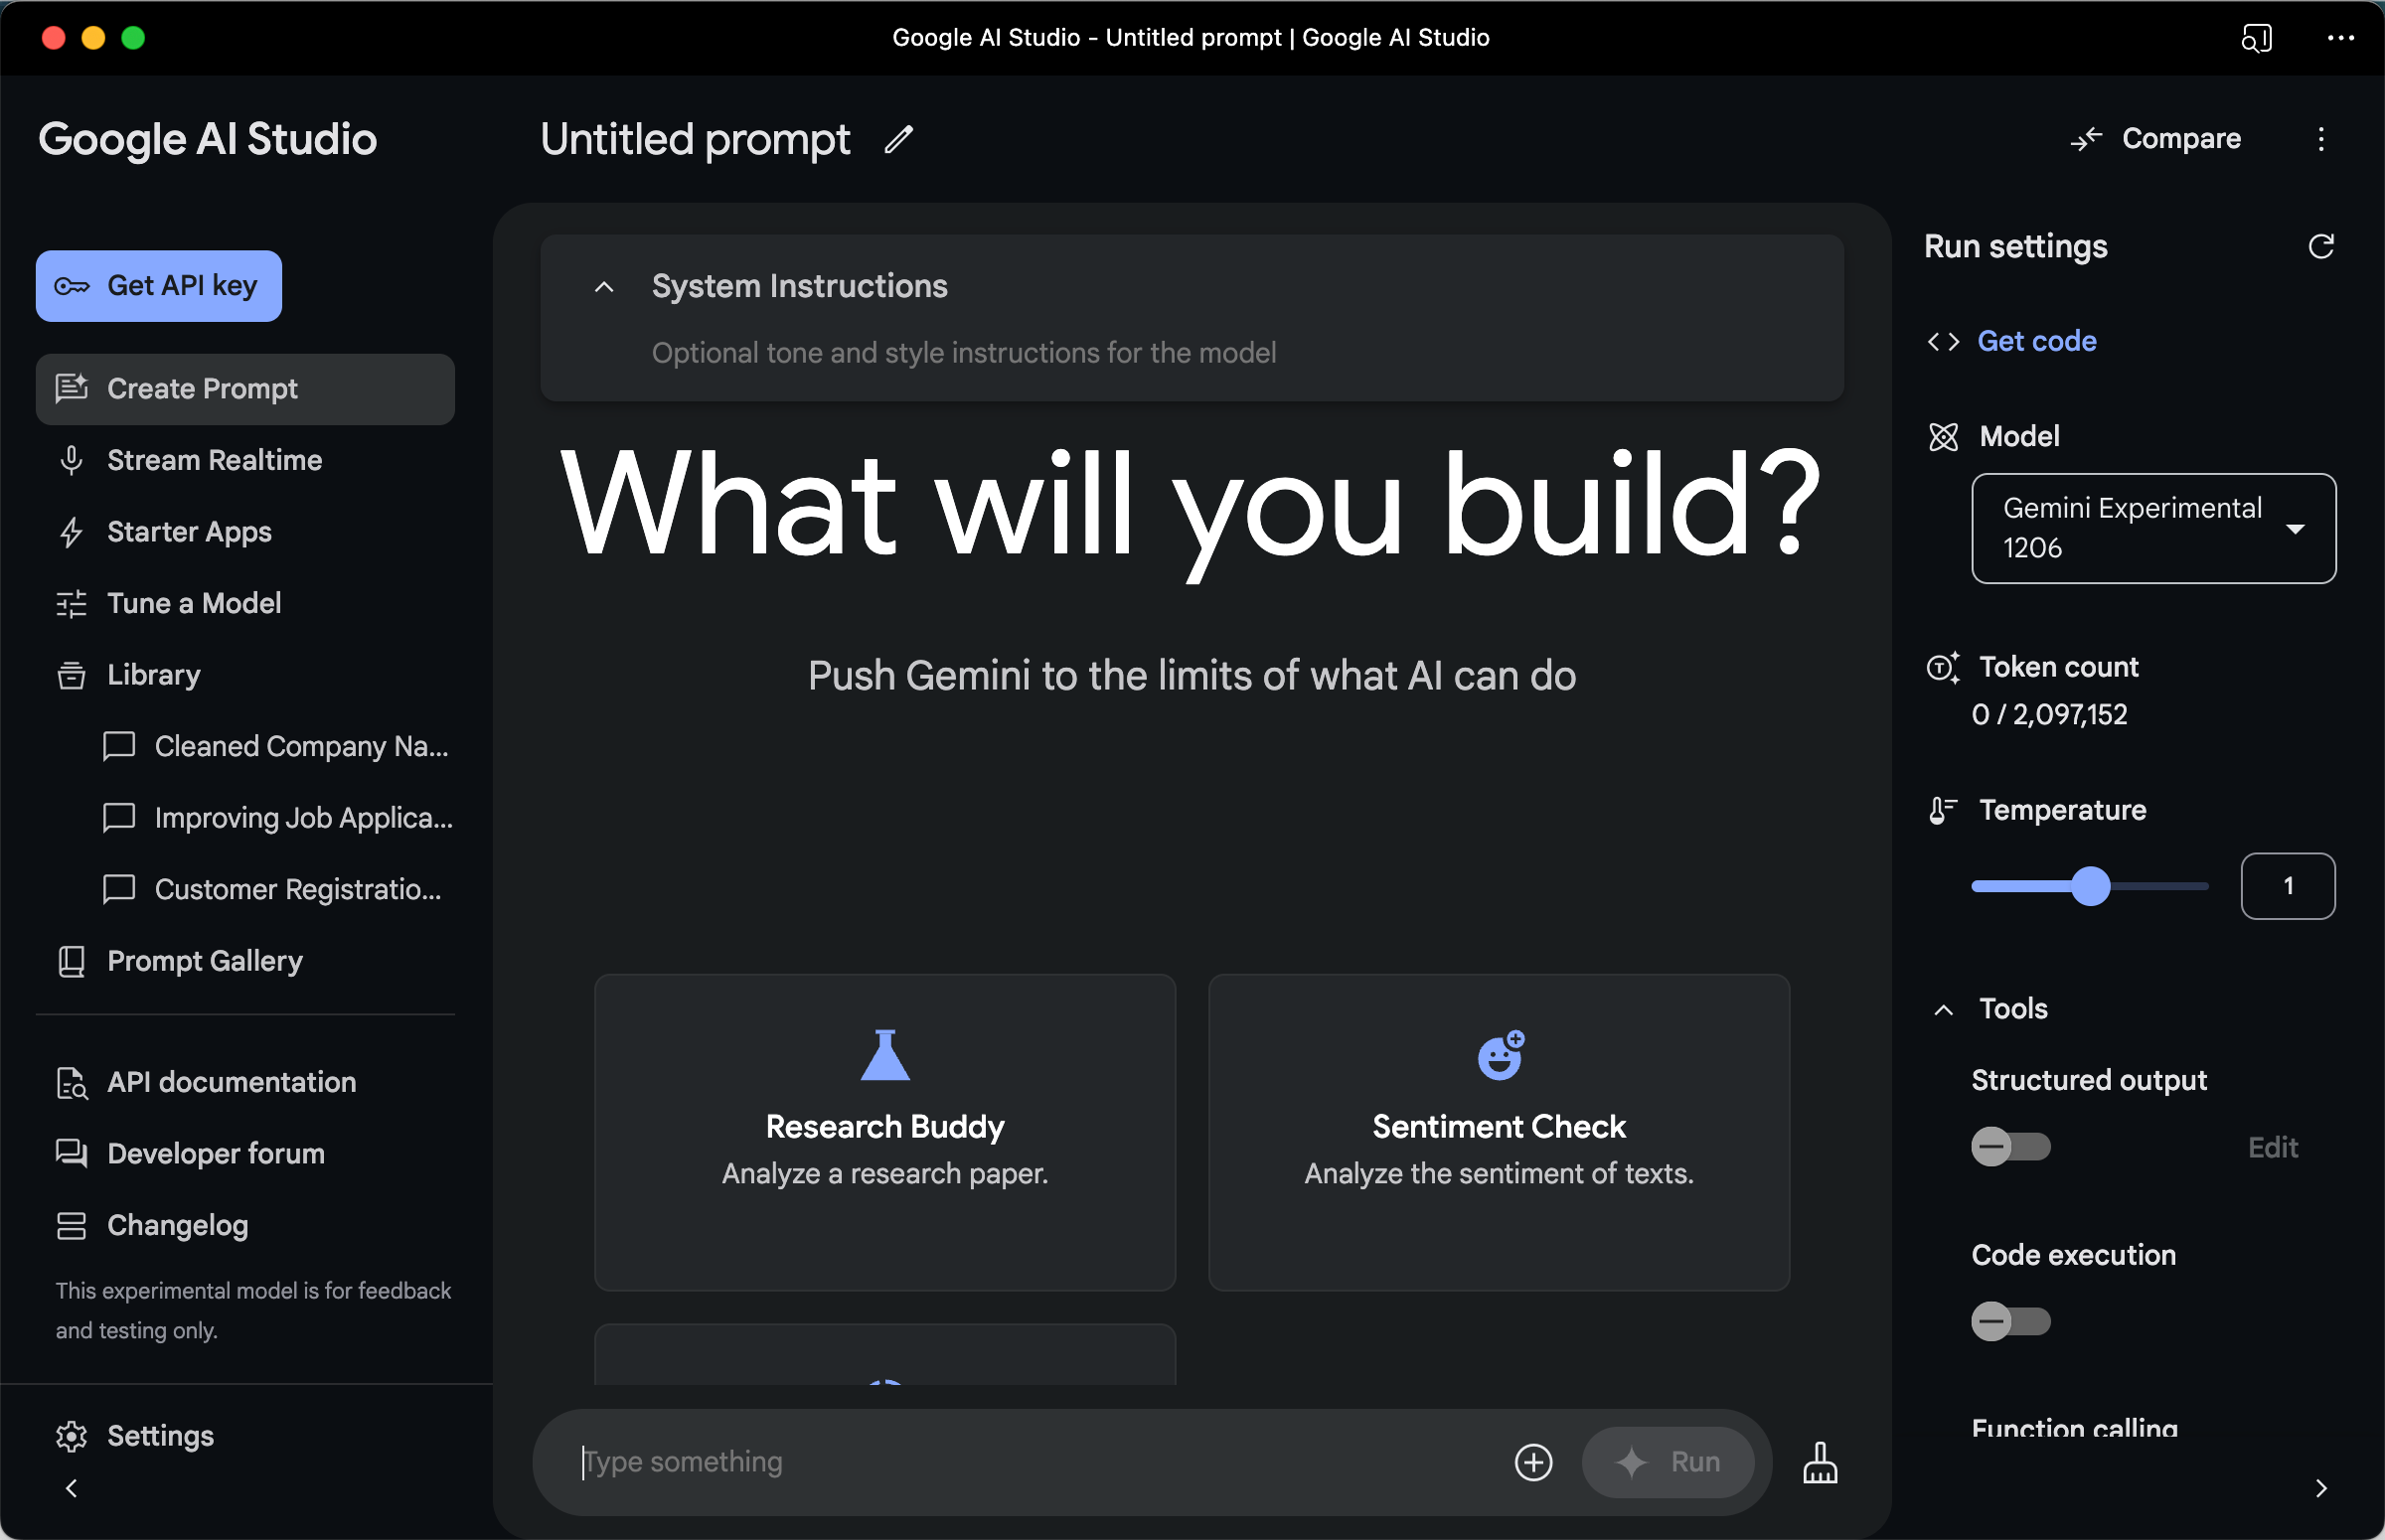 Google AI Studio - Untitled prompt | Google AI Studio
Google AI Studio
Get API key
Create Prompt
Stream Realtime
Starter Apps
Tune a Model
Library
Cleaned Company Na...
Improving Job Applica...
Customer Registratio...
Prompt Gallery
API documentation
Developer forum
Changelog
This experimental model is for feedback
and testing only.
Settings
Untitled prompt
Compare
System Instructions
Optional tone and style instructions for the model
What will you build?
Push Gemini to the limits of what AI can do
Research Buddy
Analyze a research paper.
Sentiment Check
Analyze the sentiment of texts.
Type something
Run
Run settings
Get code
Model
Gemini Experimental
1206
Token count
0 / 2,097,152
Temperature
1
Tools
Structured output
Edit
Code execution
Function calling